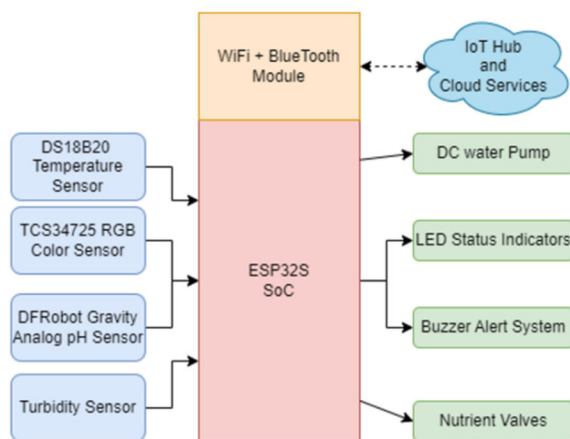 WiFi + BlueTooth
Module
IoT Hub
and
Cloud Services
DS18B20
Temperature
Sensor
TCS34725 RGB
Color Sensor
DFRobot Gravity
Analog pH Sensor
Turbidity Sensor
ESP32S
SoC
DC water Pump
LED Status Indicators
Buzzer Alert System
Nutrient Valves